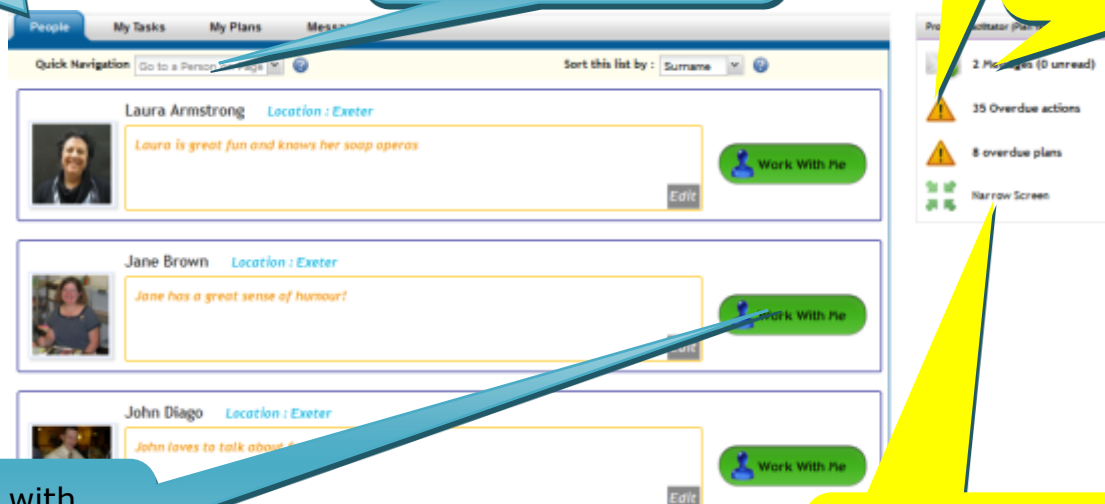 People My Tasks My Plans
Quick Navigation Go to a Person Page Sort this list by : Surname
2 Messages (0 unread)
35 Overdue actions
8 overdue plans
Narrow Screen
Laura Armstrong Location : Exeter
Laura is great fun and knows her soap operas
Work With Me
Edit
Jane Brown Location : Exeter
Jane has a great sense of humour!
Work With Me
Edit
John Diago Location : Exeter
John loves to talk about
Work With Me
Edit
with